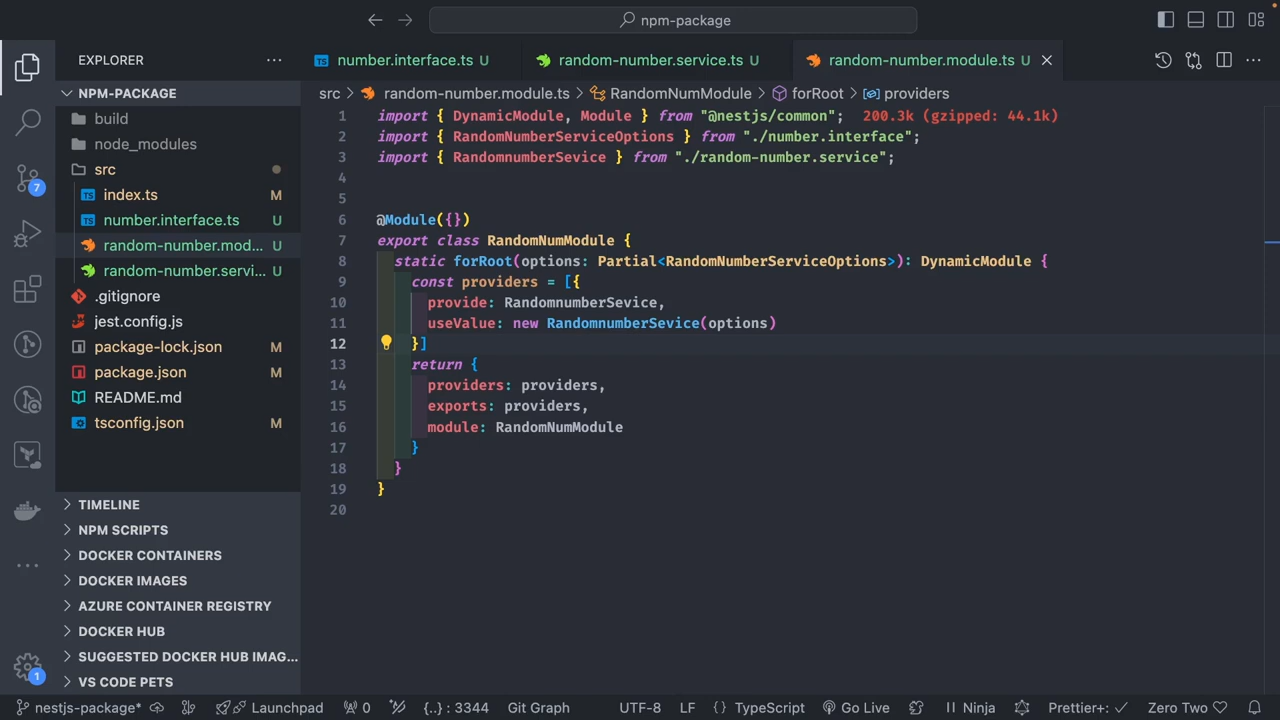 npm-package
EXPLORER
number.interface.ts U
random-number.service.ts U
random-number.module.ts U
NPM-PACKAGE
src > random-number.module.ts > RandomNumModule > forRoot > providers
build
node_modules
src
index.ts M
number.interface.ts U
random-number.mod... U
random-number.servi... U
.gitignore
jest.config.js
package-lock.json M
package.json M
README.md
tsconfig.json M
1 import { DynamicModule, Module } from "@nestjs/common"; 200.3k (gzipped: 44.1k)
2 import { RandomNumberServiceOptions } from "./number.interface";
3 import { RandomnumberSevice } from "./random-number.service";
4
5
6 @Module({})
7 export class RandomNumModule {
8 static forRoot(options: Partial<RandomNumberServiceOptions>): DynamicModule {
9 const providers = [{
10 provide: RandomnumberSevice,
11 useValue: new RandomnumberSevice(options)
12 }]
13 return {
14 providers: providers,
15 exports: providers,
16 module: RandomNumModule
17 }
18 }
19 }
20
TIMELINE
NPM SCRIPTS
DOCKER CONTAINERS
DOCKER IMAGES
AZURE CONTAINER REGISTRY
DOCKER HUB
SUGGESTED DOCKER HUB IMAG...
VS CODE PETS
7
1
nestjs-package* Launchpad 0 {..} : 3344 Git Graph UTF-8 LF {} TypeScript Go Live Ninja Prettier+: Zero Two